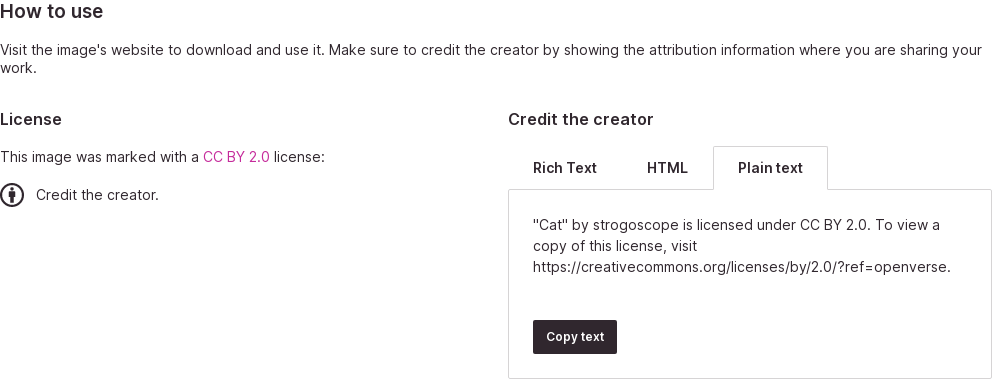 How to use
Visit the image's website to download and use it. Make sure to credit the creator by showing the attribution information where you are sharing your
work.
License
This image was marked with a CC BY 2.0 license:
Credit the creator.
Credit the creator
Rich Text
HTML
Plain text
"Cat" by strogoscope is licensed under CC BY 2.0. To view a
copy of this license, visit
https://creativecommons.org/licenses/by/2.0/?ref=openverse.
Copy text